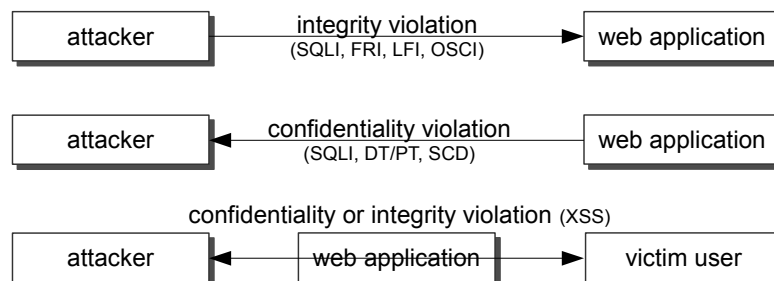 attacker
integrity violation
(SQLI, FRI, LFI, OSCI)
web application
attacker
confidentiality violation
(SQLI, DT/PT, SCD)
web application
confidentiality or integrity violation (XSS)
attacker
web application
victim user